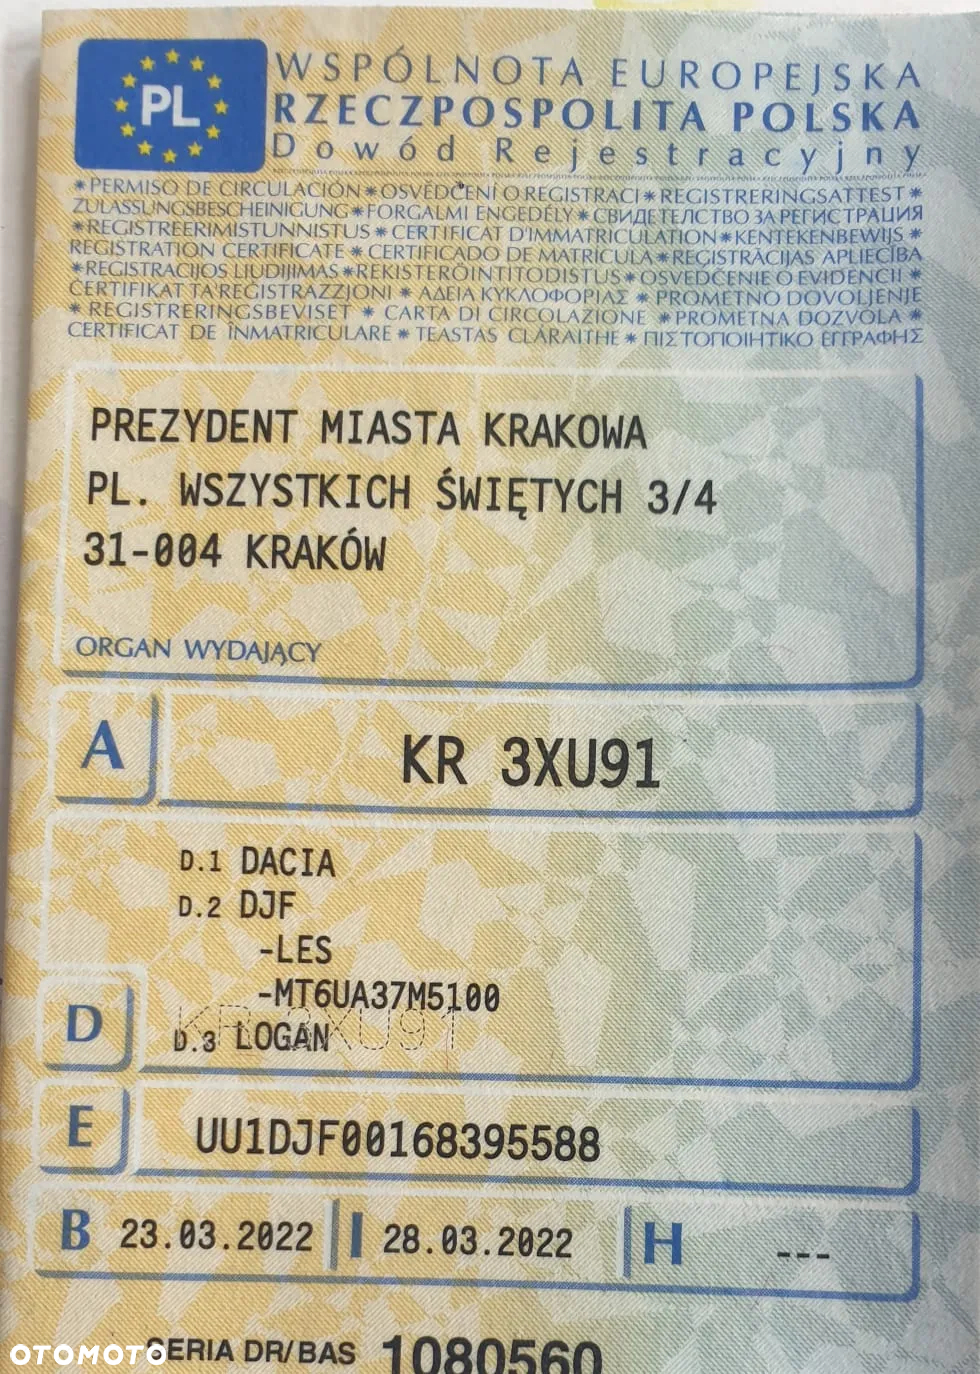 PL
WSPÓLNOTA EUROPEJSKA
RZECZPOSPOLITA POLSKA
Dowód Rejestracyjny
*PERMISO DE CIRCULACIÓN*OSVĚDČENÍ O REGISTRACI*REGISTRERINGSATTEST*
ZULASSUNGSBESCHEINIGUNG*FORGALMI ENGEDÉLY*СВИДЕТЕЛСТВО ЗА РЕГИСТРАЦИЯ
*REGISTREERIMISTUNNISTUS*CERTIFICAT D'IMMATRICULATION*KENTEKENBEWIJS*
REGISTRATION CERTIFICATE*CERTIFICADO DE MATRÍCULA*REĢISTRĀCIJAS APLIECĪBA
*REGISTRACIJOS LIUDIJIMAS*REKISTERÖINTITODISTUS*OSVEDČENIE O EVIDENCII*
ĊERTIFIKAT TA'REĠISTRAZZJONI*ΑΔΕΙΑ ΚΥΚΛΟΦΟΡΙΑΣ*PROMETNO DOVOLJENJE
*REGISTRERINGSBEVISET*CARTA DI CIRCOLAZIONE*PROMETNA DOZVOLA*
CERTIFICAT DE ÎNMATRICULARE*TEASTAS CLÁRAITHE*ΠΙΣΤΟΠΟΙΗΤΙΚΟ ΕΓΓΡΑΦΗΣ
PREZYDENT MIASTA KRAKOWA
PL. WSZYSTKICH ŚWIĘTYCH 3/4
31-004 KRAKÓW
ORGAN WYDAJĄCY
A KR 3XU91
D.1 DACIA
D.2 DJF
-LES
-MT6UA37M5100
KR 3XU91
D D.3 LOGAN
E UU1DJF00168395588
B 23.03.2022 I 28.03.2022 H ---
SERIA DR/BAS 1080560
OTOMOTO